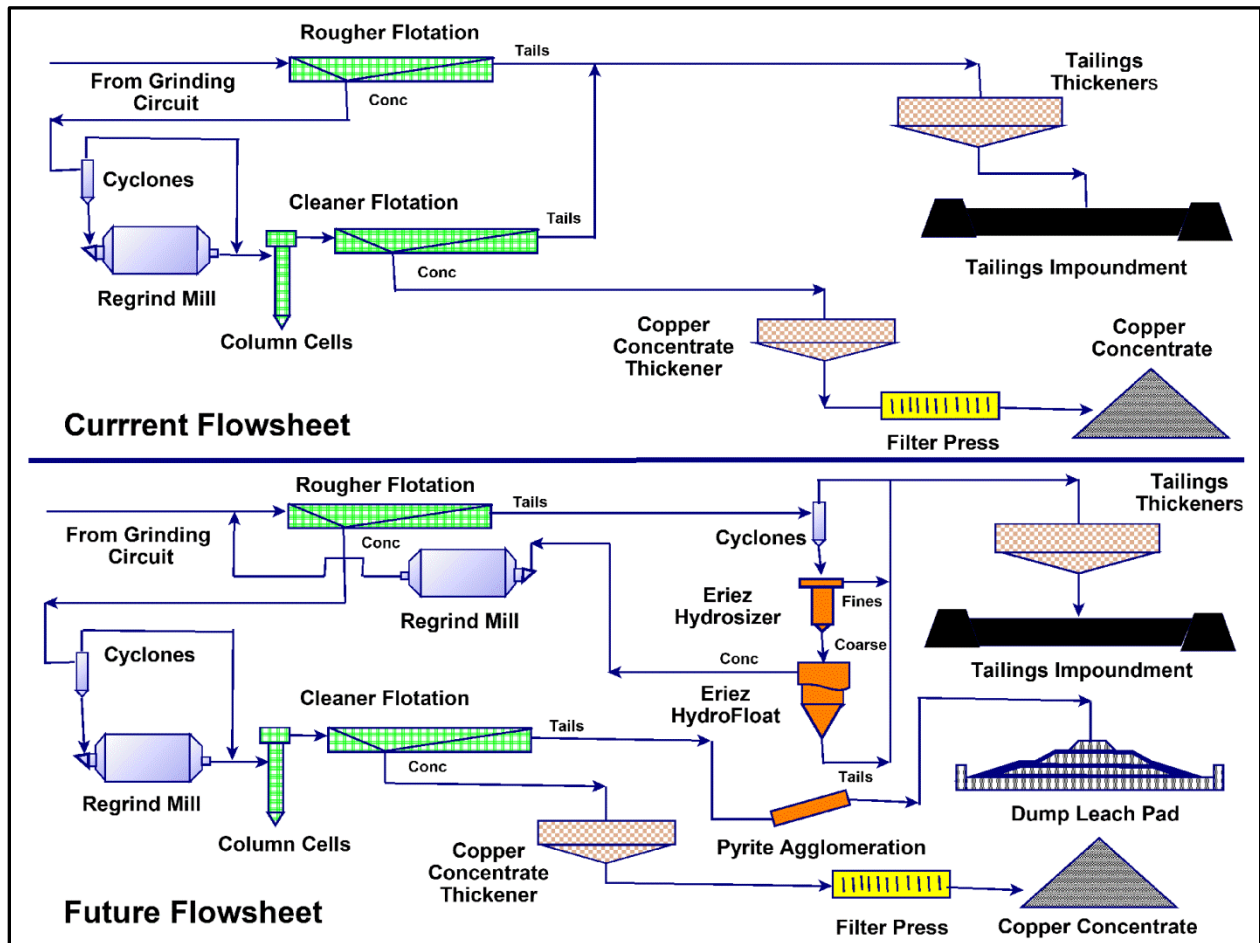 Rougher Flotation
Tails
From Grinding
Circuit
Conc
Tailings
Thickeners
Cyclones
Cleaner Flotation
Tails
Conc
Regrind Mill
Column Cells
Tailings Impoundment
Copper
Concentrate
Thickener
Copper
Concentrate
Filter Press
Currrent Flowsheet
Rougher Flotation
Tails
From Grinding
Circuit
Conc
Regrind Mill
Cyclones
Tailings
Thickeners
Eriez
Hydrosizer
Fines
Coarse
Conc
Eriez
HydroFloat
Tails
Tailings Impoundment
Cyclones
Cleaner Flotation
Tails
Conc
Regrind Mill
Column Cells
Dump Leach Pad
Pyrite Agglomeration
Copper
Concentrate
Thickener
Filter Press
Copper Concentrate
Future Flowsheet